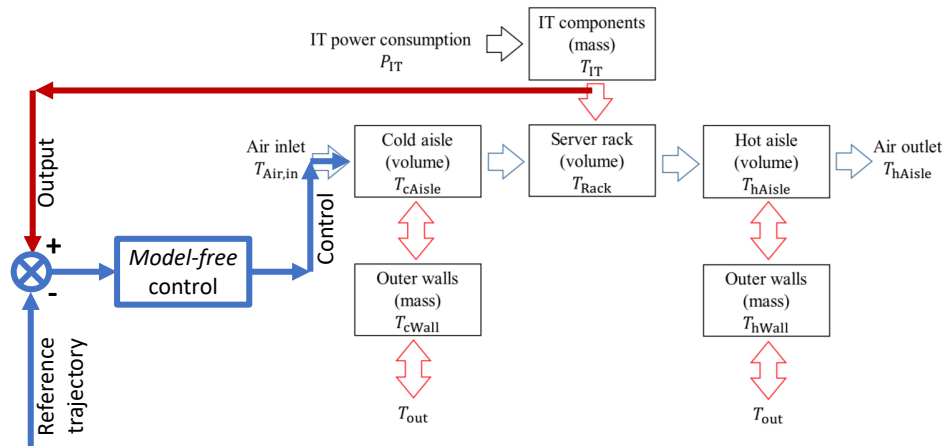 IT power consumption
P_IT
IT components
(mass)
T_IT
Output
Air inlet
T_Air,in
Cold aisle
(volume)
T_cAisle
Server rack
(volume)
T_Rack
Hot aisle
(volume)
T_hAisle
Air outlet
T_hAisle
Control
+
-
Model-free
control
Outer walls
(mass)
T_cWall
Outer walls
(mass)
T_hWall
Reference
trajectory
T_out
T_out